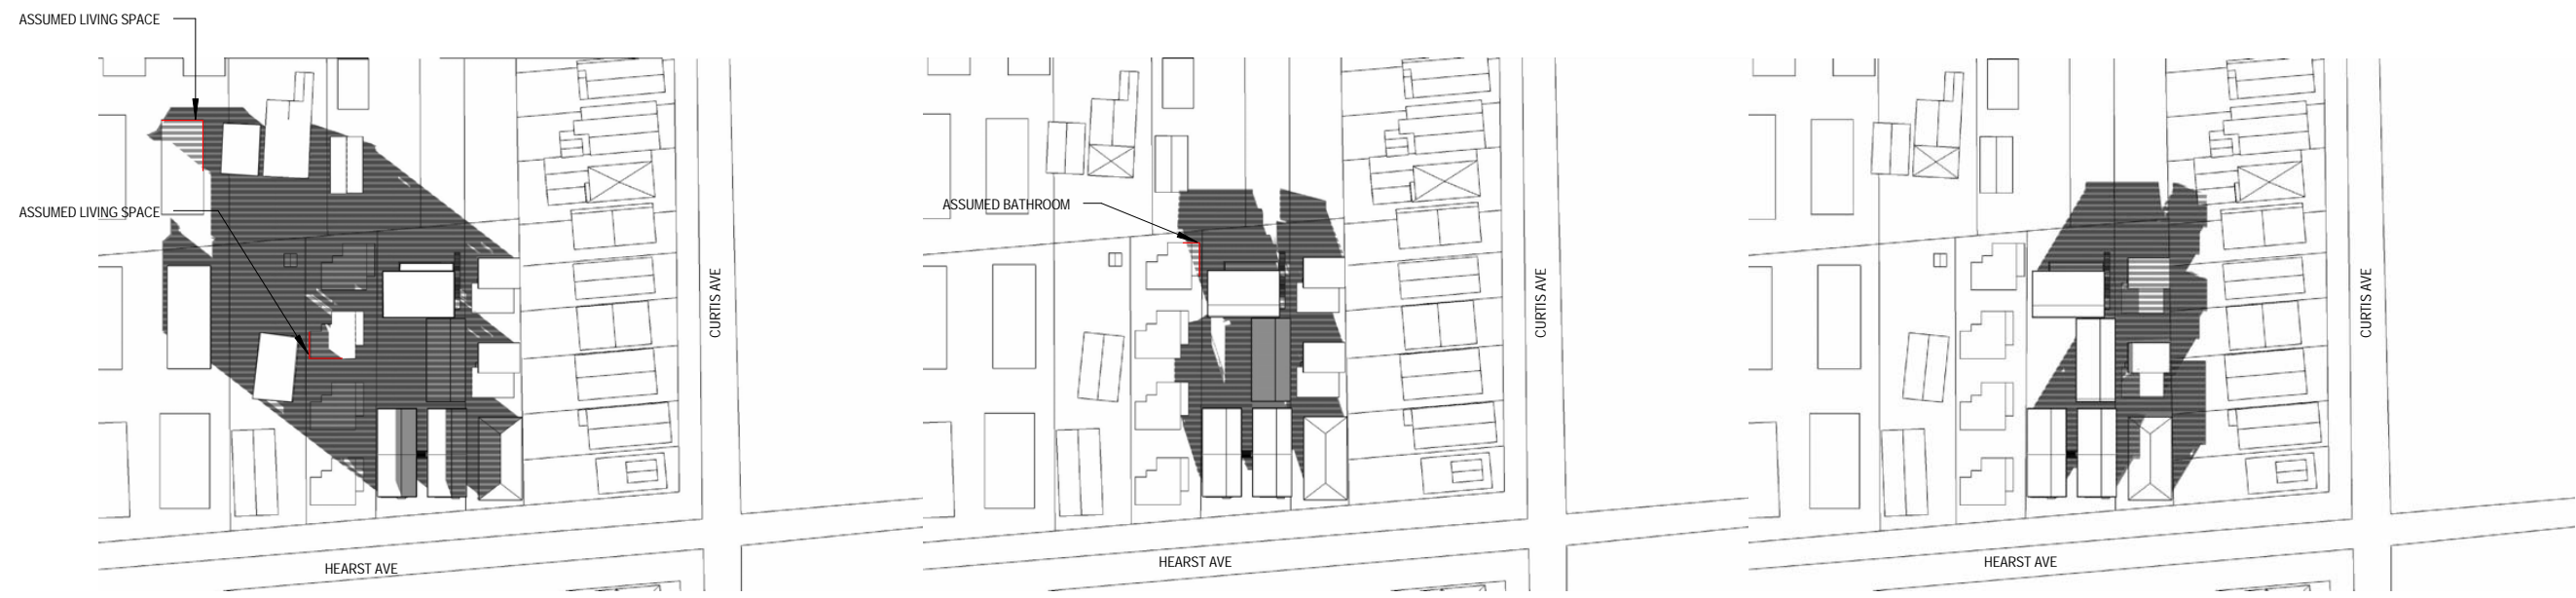 ASSUMED LIVING SPACE
ASSUMED LIVING SPACE
CURTIS AVE
HEARST AVE
ASSUMED BATHROOM
CURTIS AVE
HEARST AVE
CURTIS AVE
HEARST AVE